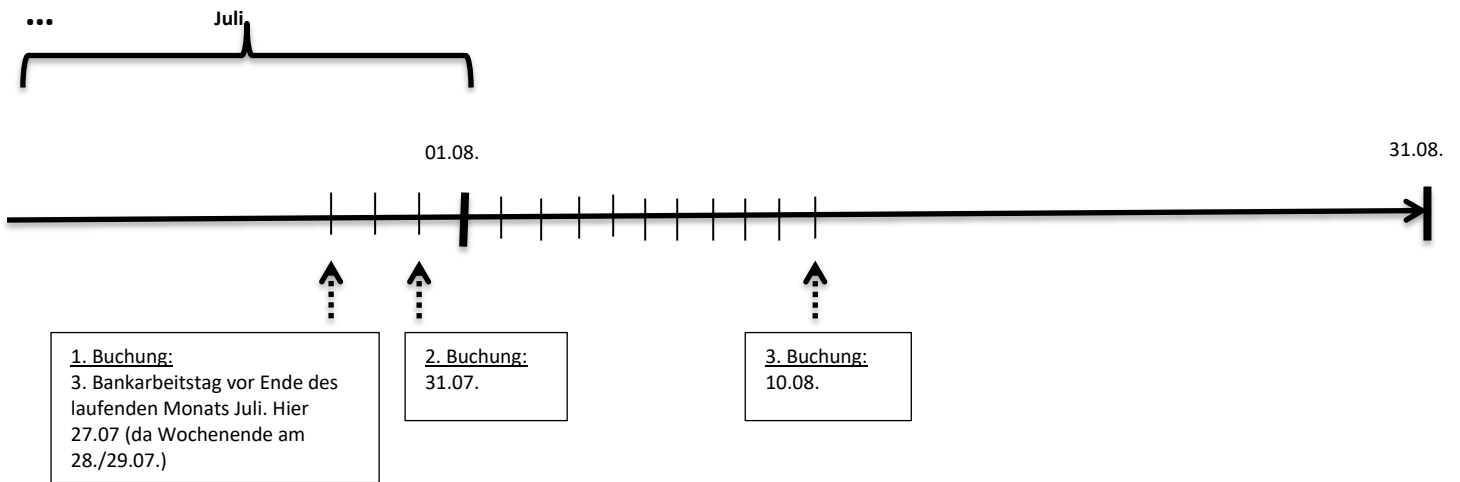 ... Juli
01.08.
31.08.
1. Buchung:
3. Bankarbeitstag vor Ende des
laufenden Monats Juli. Hier
27.07 (da Wochenende am
28./29.07.)
2. Buchung:
31.07.
3. Buchung:
10.08.